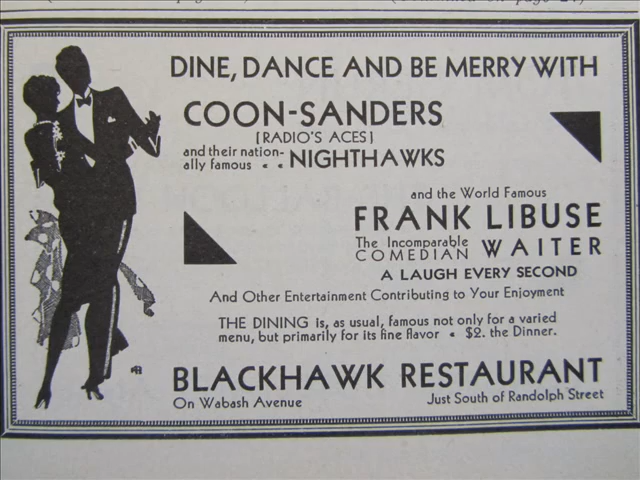 DINE, DANCE AND BE MERRY WITH
COON-SANDERS
[RADIO'S ACES]
and their nation-
ally famous « « NIGHTHAWKS
and the World Famous
FRANK LIBUSE
The Incomparable
COMEDIAN WAITER
A LAUGH EVERY SECOND
And Other Entertainment Contributing to Your Enjoyment
THE DINING is, as usual, famous not only for a varied
menu, but primarily for its fine flavor « $2. the Dinner.
BLACKHAWK RESTAURANT
On Wabash Avenue Just South of Randolph Street